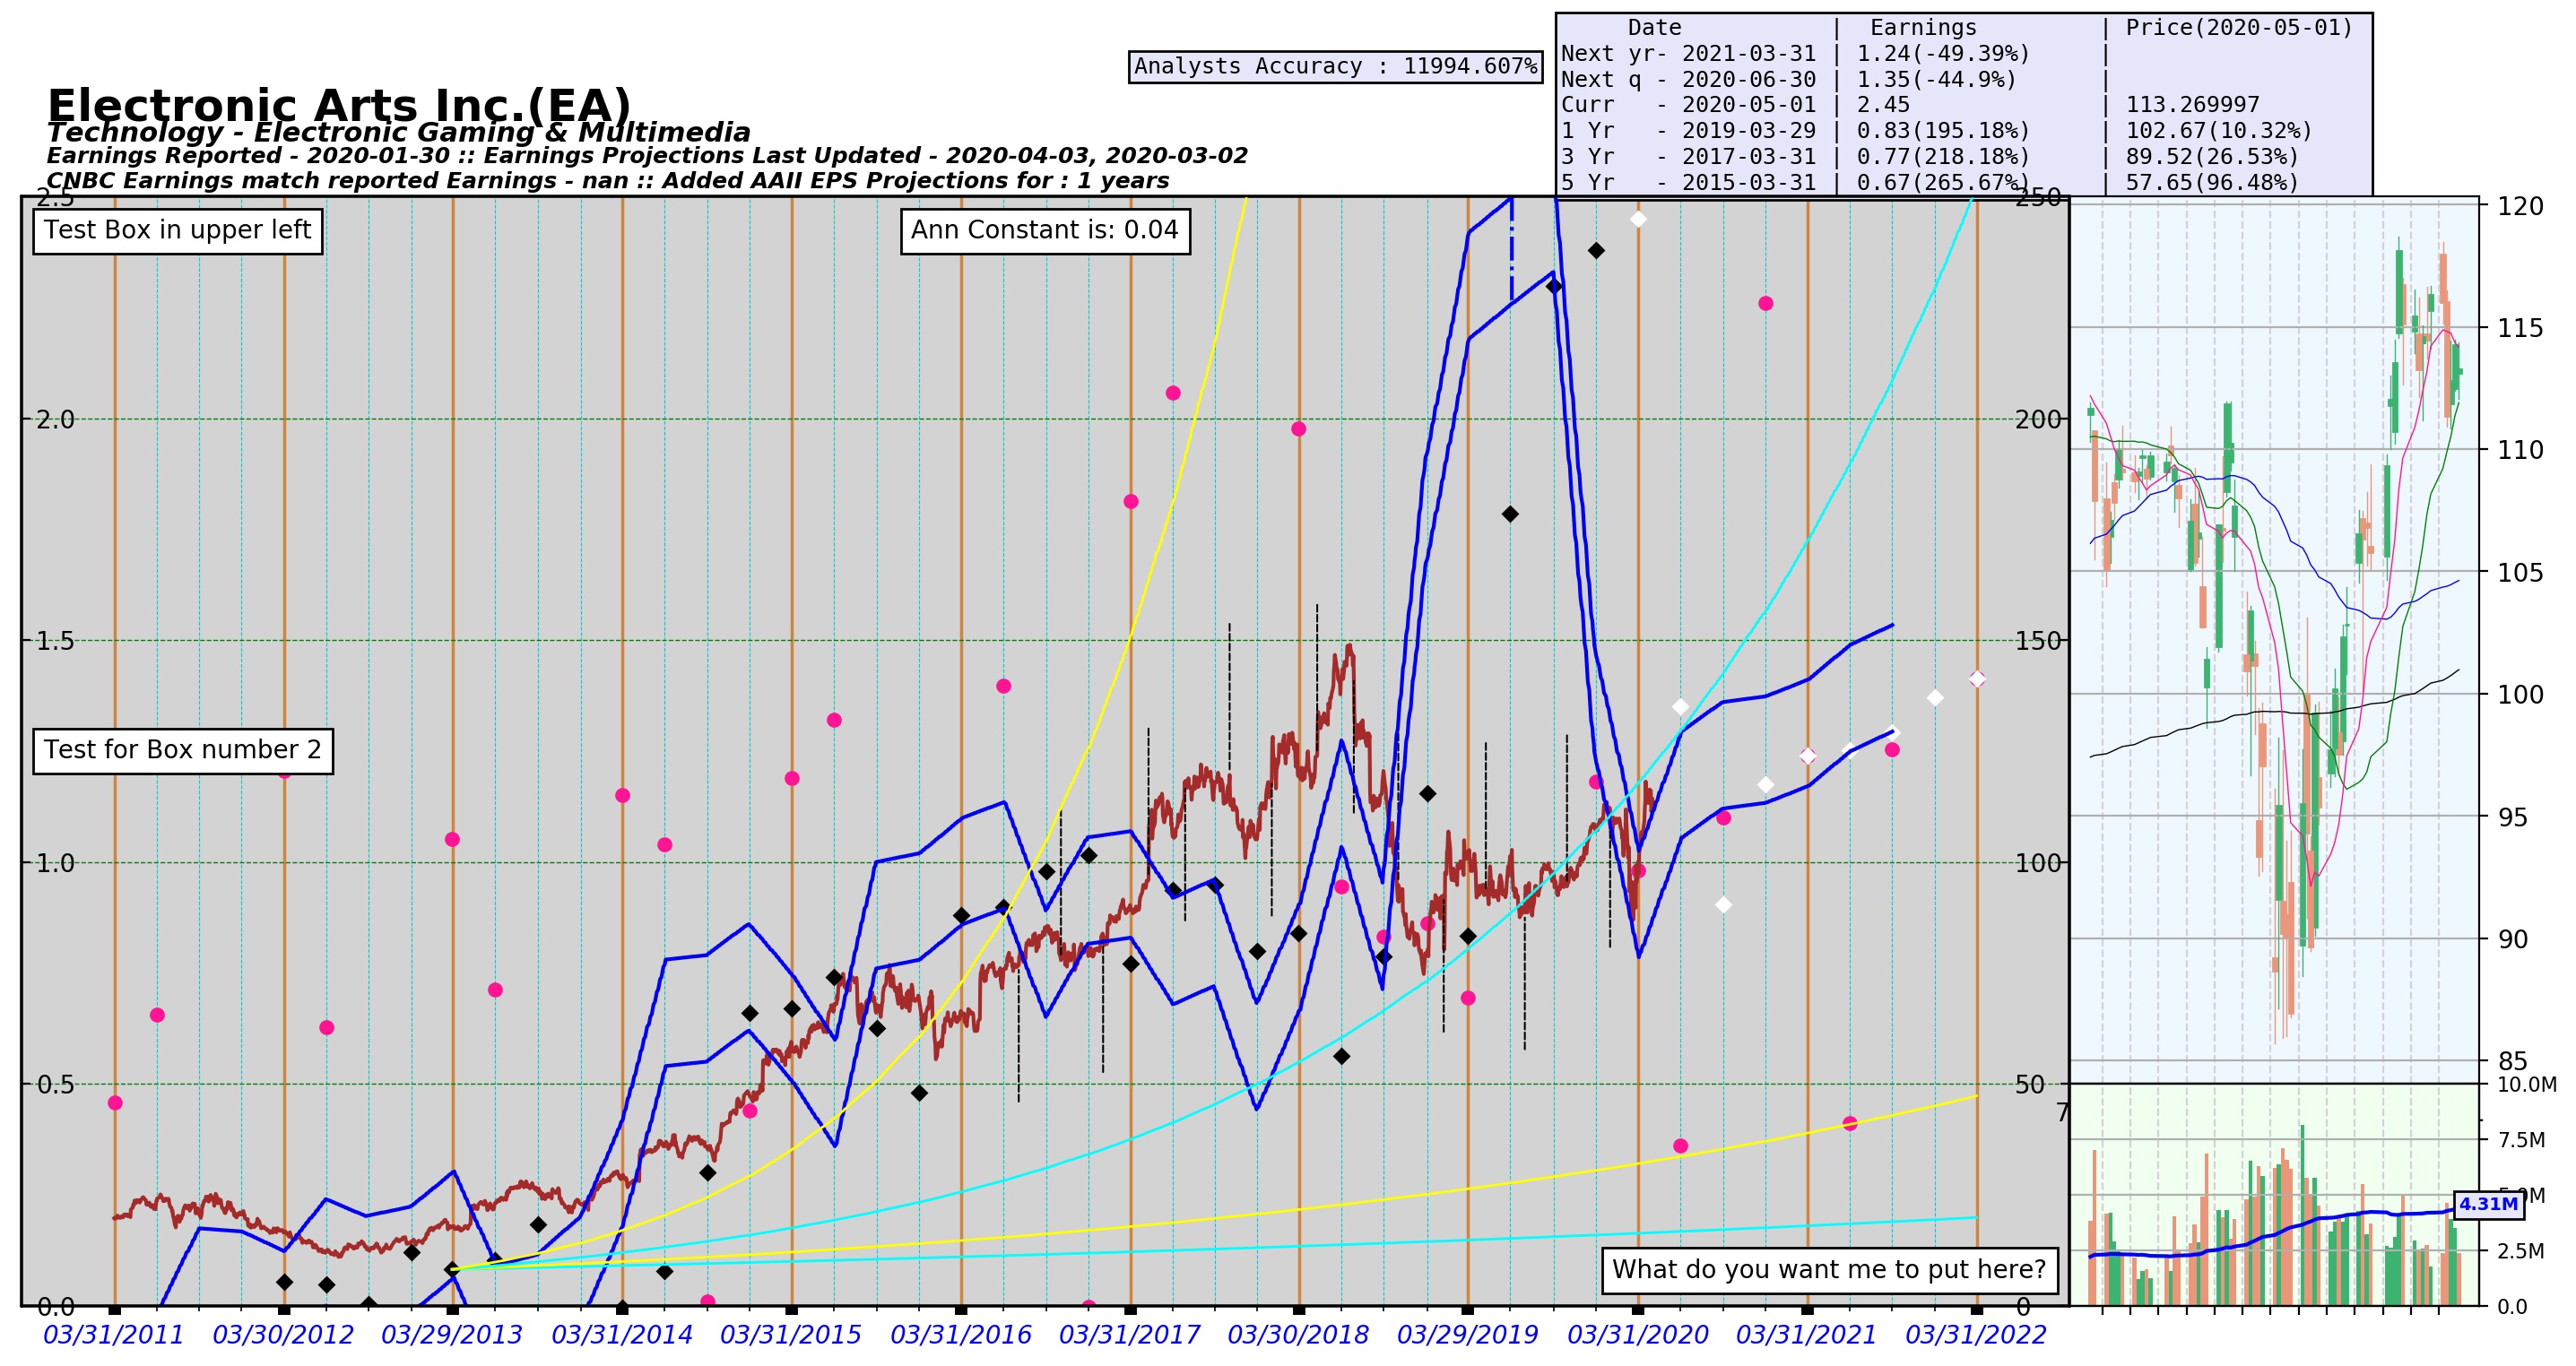 Date | Earnings | Price(2020-05-01)
Analysts Accuracy : 11994.607%
Next yr- 2021-03-31 | 1.24(-49.39%) |
Next q - 2020-06-30 | 1.35(-44.9%) |
Curr - 2020-05-01 | 2.45 | 113.269997
1 Yr - 2019-03-29 | 0.83(195.18%) | 102.67(10.32%)
3 Yr - 2017-03-31 | 0.77(218.18%) | 89.52(26.53%)
5 Yr - 2015-03-31 | 0.67(265.67%) | 57.65(96.48%)
Electronic Arts Inc.(EA)
Technology - Electronic Gaming & Multimedia
Earnings Reported - 2020-01-30 :: Earnings Projections Last Updated - 2020-04-03, 2020-03-02
CNBC Earnings match reported Earnings - nan :: Added AAII EPS Projections for : 1 years
Test Box in upper left
Ann Constant is: 0.04
Test for Box number 2
What do you want me to put here?
2.5
2.0
1.5
1.0
0.5
0.0
250
200
150
100
50
0
7
120
115
110
105
100
95
90
85
10.0M
7.5M
4.31M
2.5M
0.0
03/31/2011 03/30/2012 03/29/2013 03/31/2014 03/31/2015 03/31/2016 03/31/2017 03/30/2018 03/29/2019 03/31/2020 03/31/2021 03/31/2022